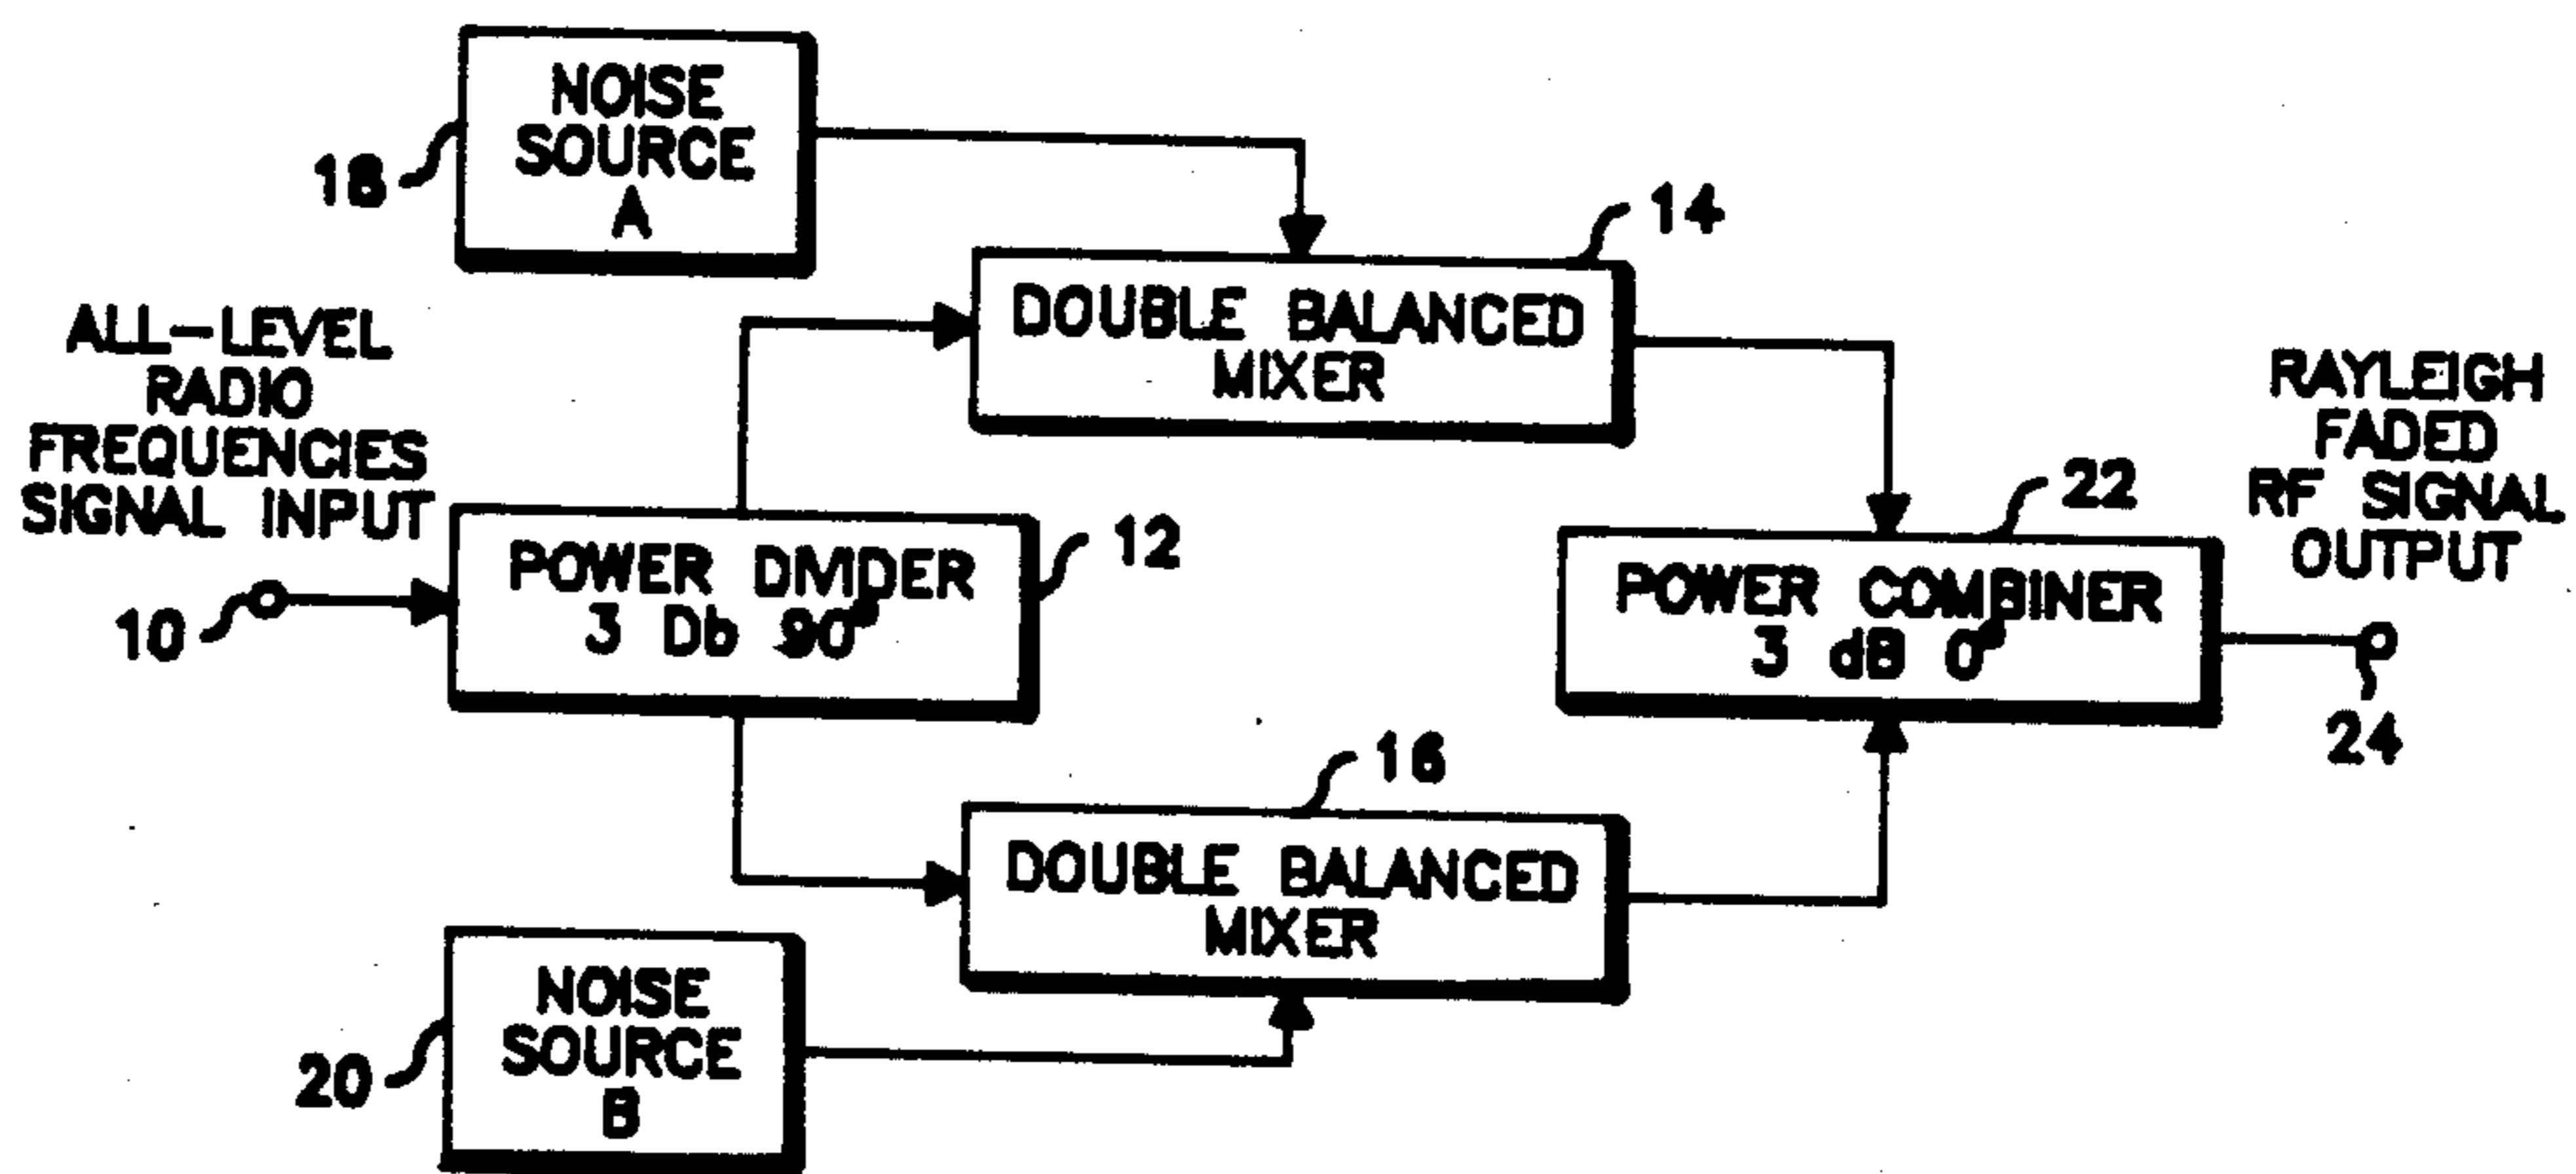 NOISE
SOURCE
A
18
14
DOUBLE BALANCED
MIXER
ALL-LEVEL
RADIO
FREQUENCIES
SIGNAL INPUT
10
POWER DIVIDER
3 Db 90°
12
RAYLEIGH
FADED
RF SIGNAL
OUTPUT
22
POWER COMBINER
3 dB 0°
24
16
DOUBLE BALANCED
MIXER
NOISE
SOURCE
B
20